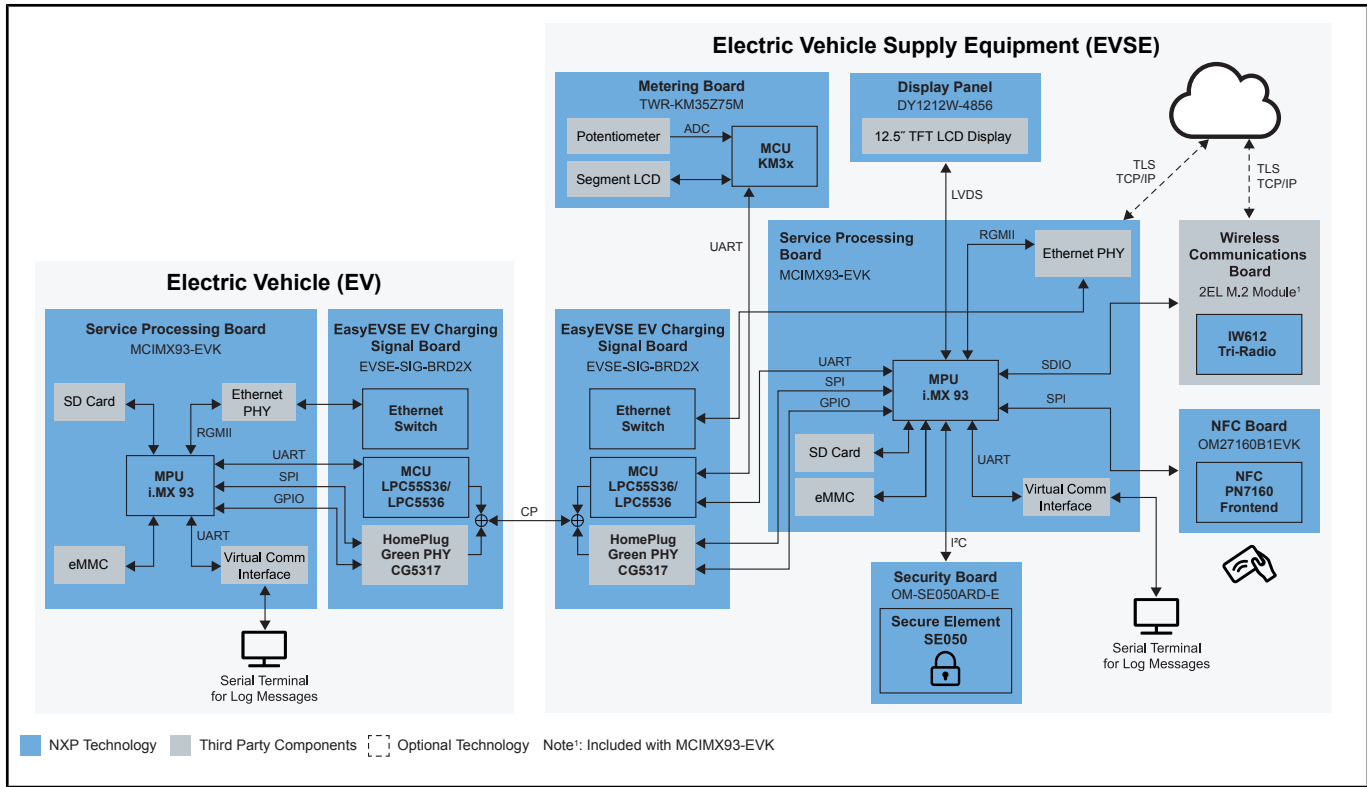 Electric Vehicle Supply Equipment (EVSE)
Metering Board
TWR-KM35Z75M
Potentiometer
ADC
MCU
KM3x
Segment LCD
Display Panel
DY1212W-4856
12.5˝ TFT LCD Display
LVDS
UART
TLS
TCP/IP
TLS
TCP/IP
Service Processing
Board
MCIMX93-EVK
RGMII
Ethernet PHY
Wireless
Communications
Board
2EL M.2 Module¹
IW612
Tri-Radio
Electric Vehicle (EV)
Service Processing Board
MCIMX93-EVK
SD Card
Ethernet
PHY
RGMII
MPU
i.MX 93
UART
SPI
GPIO
UART
eMMC
Virtual Comm
Interface
Serial Terminal
for Log Messages
EasyEVSE EV Charging
Signal Board
EVSE-SIG-BRD2X
Ethernet
Switch
MCU
LPC55S36/
LPC5536
HomePlug
Green PHY
CG5317
CP
EasyEVSE EV Charging
Signal Board
EVSE-SIG-BRD2X
Ethernet
Switch
MCU
LPC55S36/
LPC5536
HomePlug
Green PHY
CG5317
UART
SPI
GPIO
MPU
i.MX 93
SDIO
SPI
SD Card
eMMC
UART
Virtual Comm
Interface
I²C
NFC Board
OM27160B1EVK
NFC
PN7160
Frontend
Security Board
OM-SE050ARD-E
Secure Element
SE050
Serial Terminal
for Log Messages
NXP Technology
Third Party Components
Optional Technology
Note¹: Included with MCIMX93-EVK